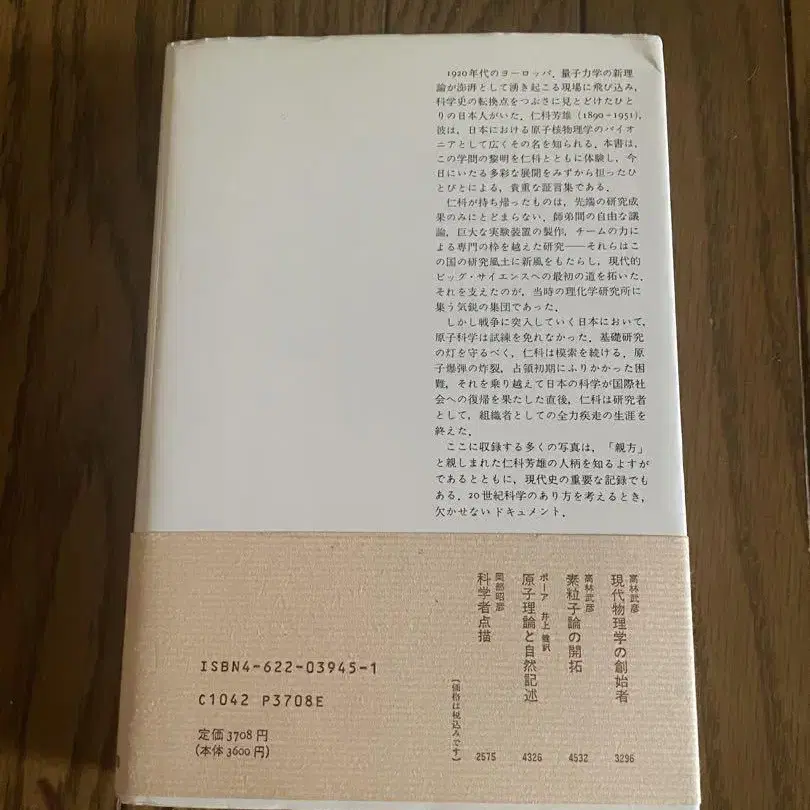 1920年代のヨーロッパ．量子力学の新理
論が澎湃として湧き起こる現場に飛び込み，
科学史の転換点をつぶさに見とどけたひと
りの日本人がいた．仁科芳雄（1890−1951），
彼は，日本における原子核物理学のパイオ
ニアとして広くその名を知られる．本書は，
この学問の黎明を仁科とともに体験し，今
日にいたる多彩な展開をみずから担ったひ
とびとによる，貴重な証言集である．
仁科が持ち帰ったものは，先端の研究成
果のみにとどまらない．師弟間の自由な議
論，巨大な実験装置の製作，チームの力に
よる専門の枠を越えた研究――それらはこ
の国の研究風土に新風をもたらし，現代的
ビッグ・サイエンスへの最初の道を拓いた．
それを支えたのが，当時の理化学研究所に
集う気鋭の集団であった．
しかし戦争に突入していく日本において，
原子科学は試練を免れなかった．基礎研究
の灯を守るべく，仁科は模索を続ける．原
子爆弾の炸裂，占領初期にふりかかった困
難，それを乗り越えて日本の科学が国際社
会への復帰を果たした直後，仁科は研究者
として，組織者としての全力疾走の生涯を
終えた．
ここに収録する多くの写真は，「親方」
と親しまれた仁科芳雄の人柄を知るよすが
であるとともに，現代史の重要な記録でも
ある．20世紀科学のあり方を考えるとき，
欠かせないドキュメント．
高林武彦
現代物理学の創始者
3296
高林武彦
素粒子論の開拓
4532
ボーア 井上 健訳
原子理論と自然記述
4326
岡部昭彦
科学者点描
2575
〔価格は税込みです〕
ISBN4-622-03945-1
C1042 P3708E
定価3708円
（本体3600円）